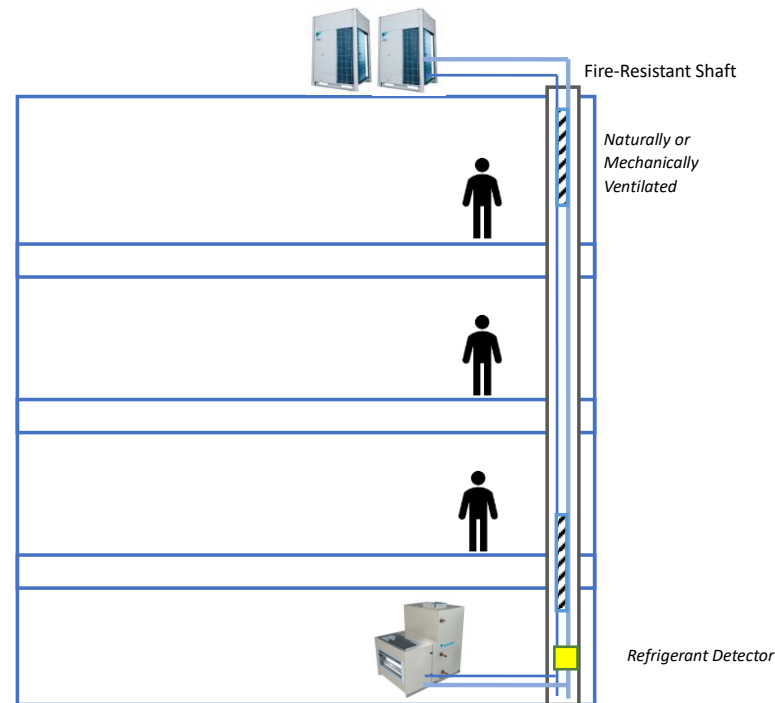 Fire-Resistant Shaft
Naturally or
Mechanically
Ventilated
Refrigerant Detector